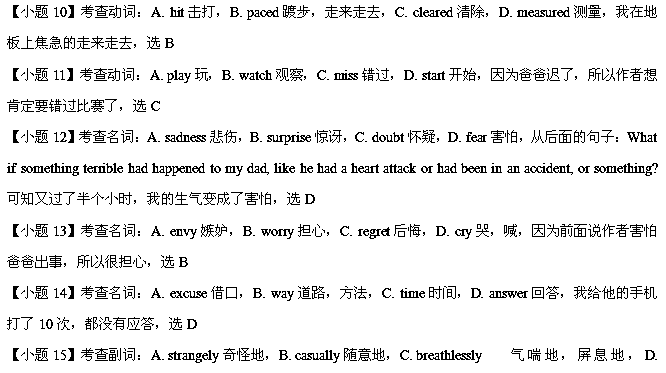 【小题 10】考查动词：A. hit 击打，B. paced 踱步，走来走去，C. cleared 清除，D. measured 测量，我在地
板上焦急的走来走去，选 B
【小题 11】考查动词：A. play 玩，B. watch 观察，C. miss 错过，D. start 开始，因为爸爸迟了，所以作者想
肯定要错过比赛了，选 C
【小题 12】考查名词：A. sadness 悲伤，B. surprise 惊讶，C. doubt 怀疑，D. fear 害怕，从后面的句子：What
if something terrible had happened to my dad, like he had a heart attack or had been in an accident, or something?
可知又过了半个小时，我的生气变成了害怕，选 D
【小题 13】考查名词：A. envy 嫉妒，B. worry 担心，C. regret 后悔，D. cry 哭，喊，因为前面说作者害怕
爸爸出事，所以很担心，选 B
【小题 14】考查名词：A. excuse 借口，B. way 道路，方法，C. time 时间，D. answer 回答，我给他的手机
打了 10 次，都没有应答，选 D
【小题 15】考查副词：A. strangely 奇怪地，B. casually 随意地，C. breathlessly 气喘地，屏息地，D.